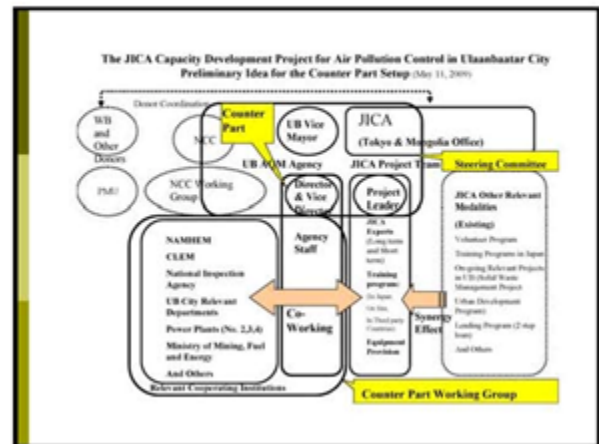 The JICA Capacity Development Project for Air Pollution Control in Ulaanbaatar City
Preliminary Idea for the Counter Part Setup (May 11, 2009)
Donor Coordination
WB
and
Other
Donors
PMU
NCC
NCC Working
Group
Counter
Part
UB Vice
Mayor
JICA
(Tokyo & Mongolia Office)
UB AQM Agency
JICA Project Team
Steering Committee
Director
& Vice
Director
Agency
Staff
Co-
Working
Project
Leader
JICA
Experts
(Long term
and Short
term)
Training
program:
(In Japan,
On Site,
In Third party
Countries)
Equipment
Provision
NAMHEM
CLEM
National Inspection
Agency
UB City Relevant
Departments
Power Plants (No. 2,3,4)
Ministry of Mining, Fuel
and Energy
And Others
Relevant Cooperating Institutions
Synergy
Effect
JICA Other Relevant
Modalities
(Existing)
Volunteer Program
Training Programs in Japan
On-going Relevant Projects
in UB (Solid Waste
Management Project
Urban Development
Program)
Lending Program (2-step
loan)
And Others
Counter Part Working Group